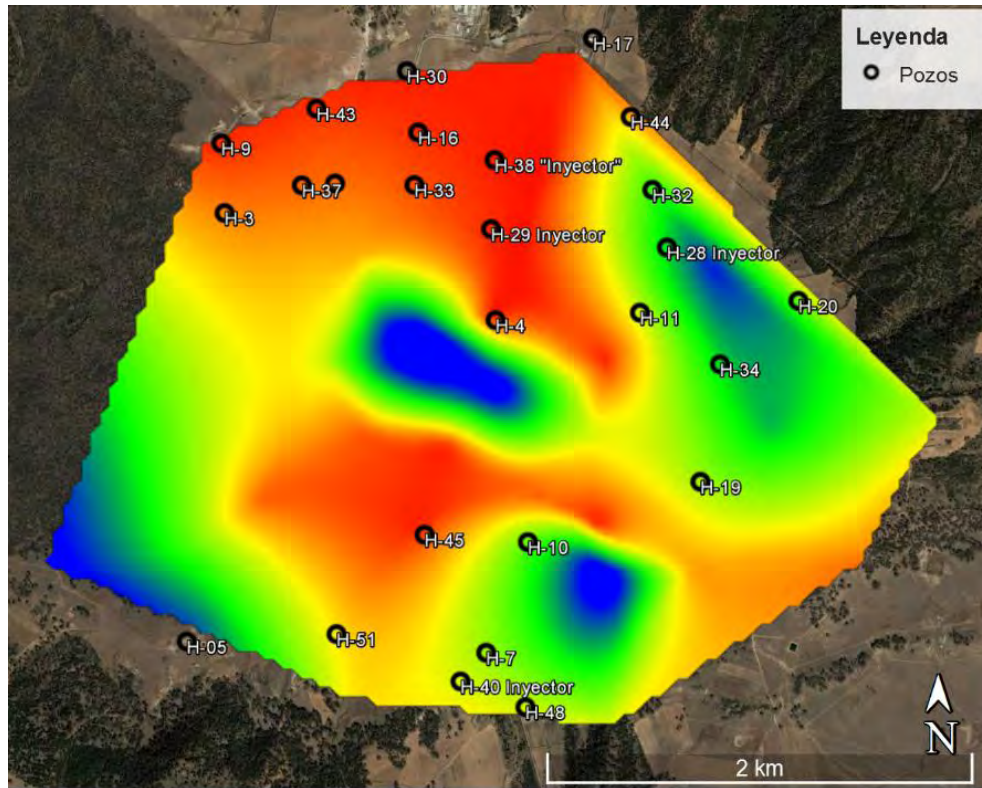 Leyenda
Pozos
H-17
H-30
H-43
H-44
H-16
H-9
H-38 "Inyector"
H-37
H-33
H-32
H-3
H-29 Inyector
H-28 Inyector
H-20
H-11
H-4
H-34
H-19
H-45
H-10
H-51
H-05
H-7
H-40 Inyector
H-48
N
2 km